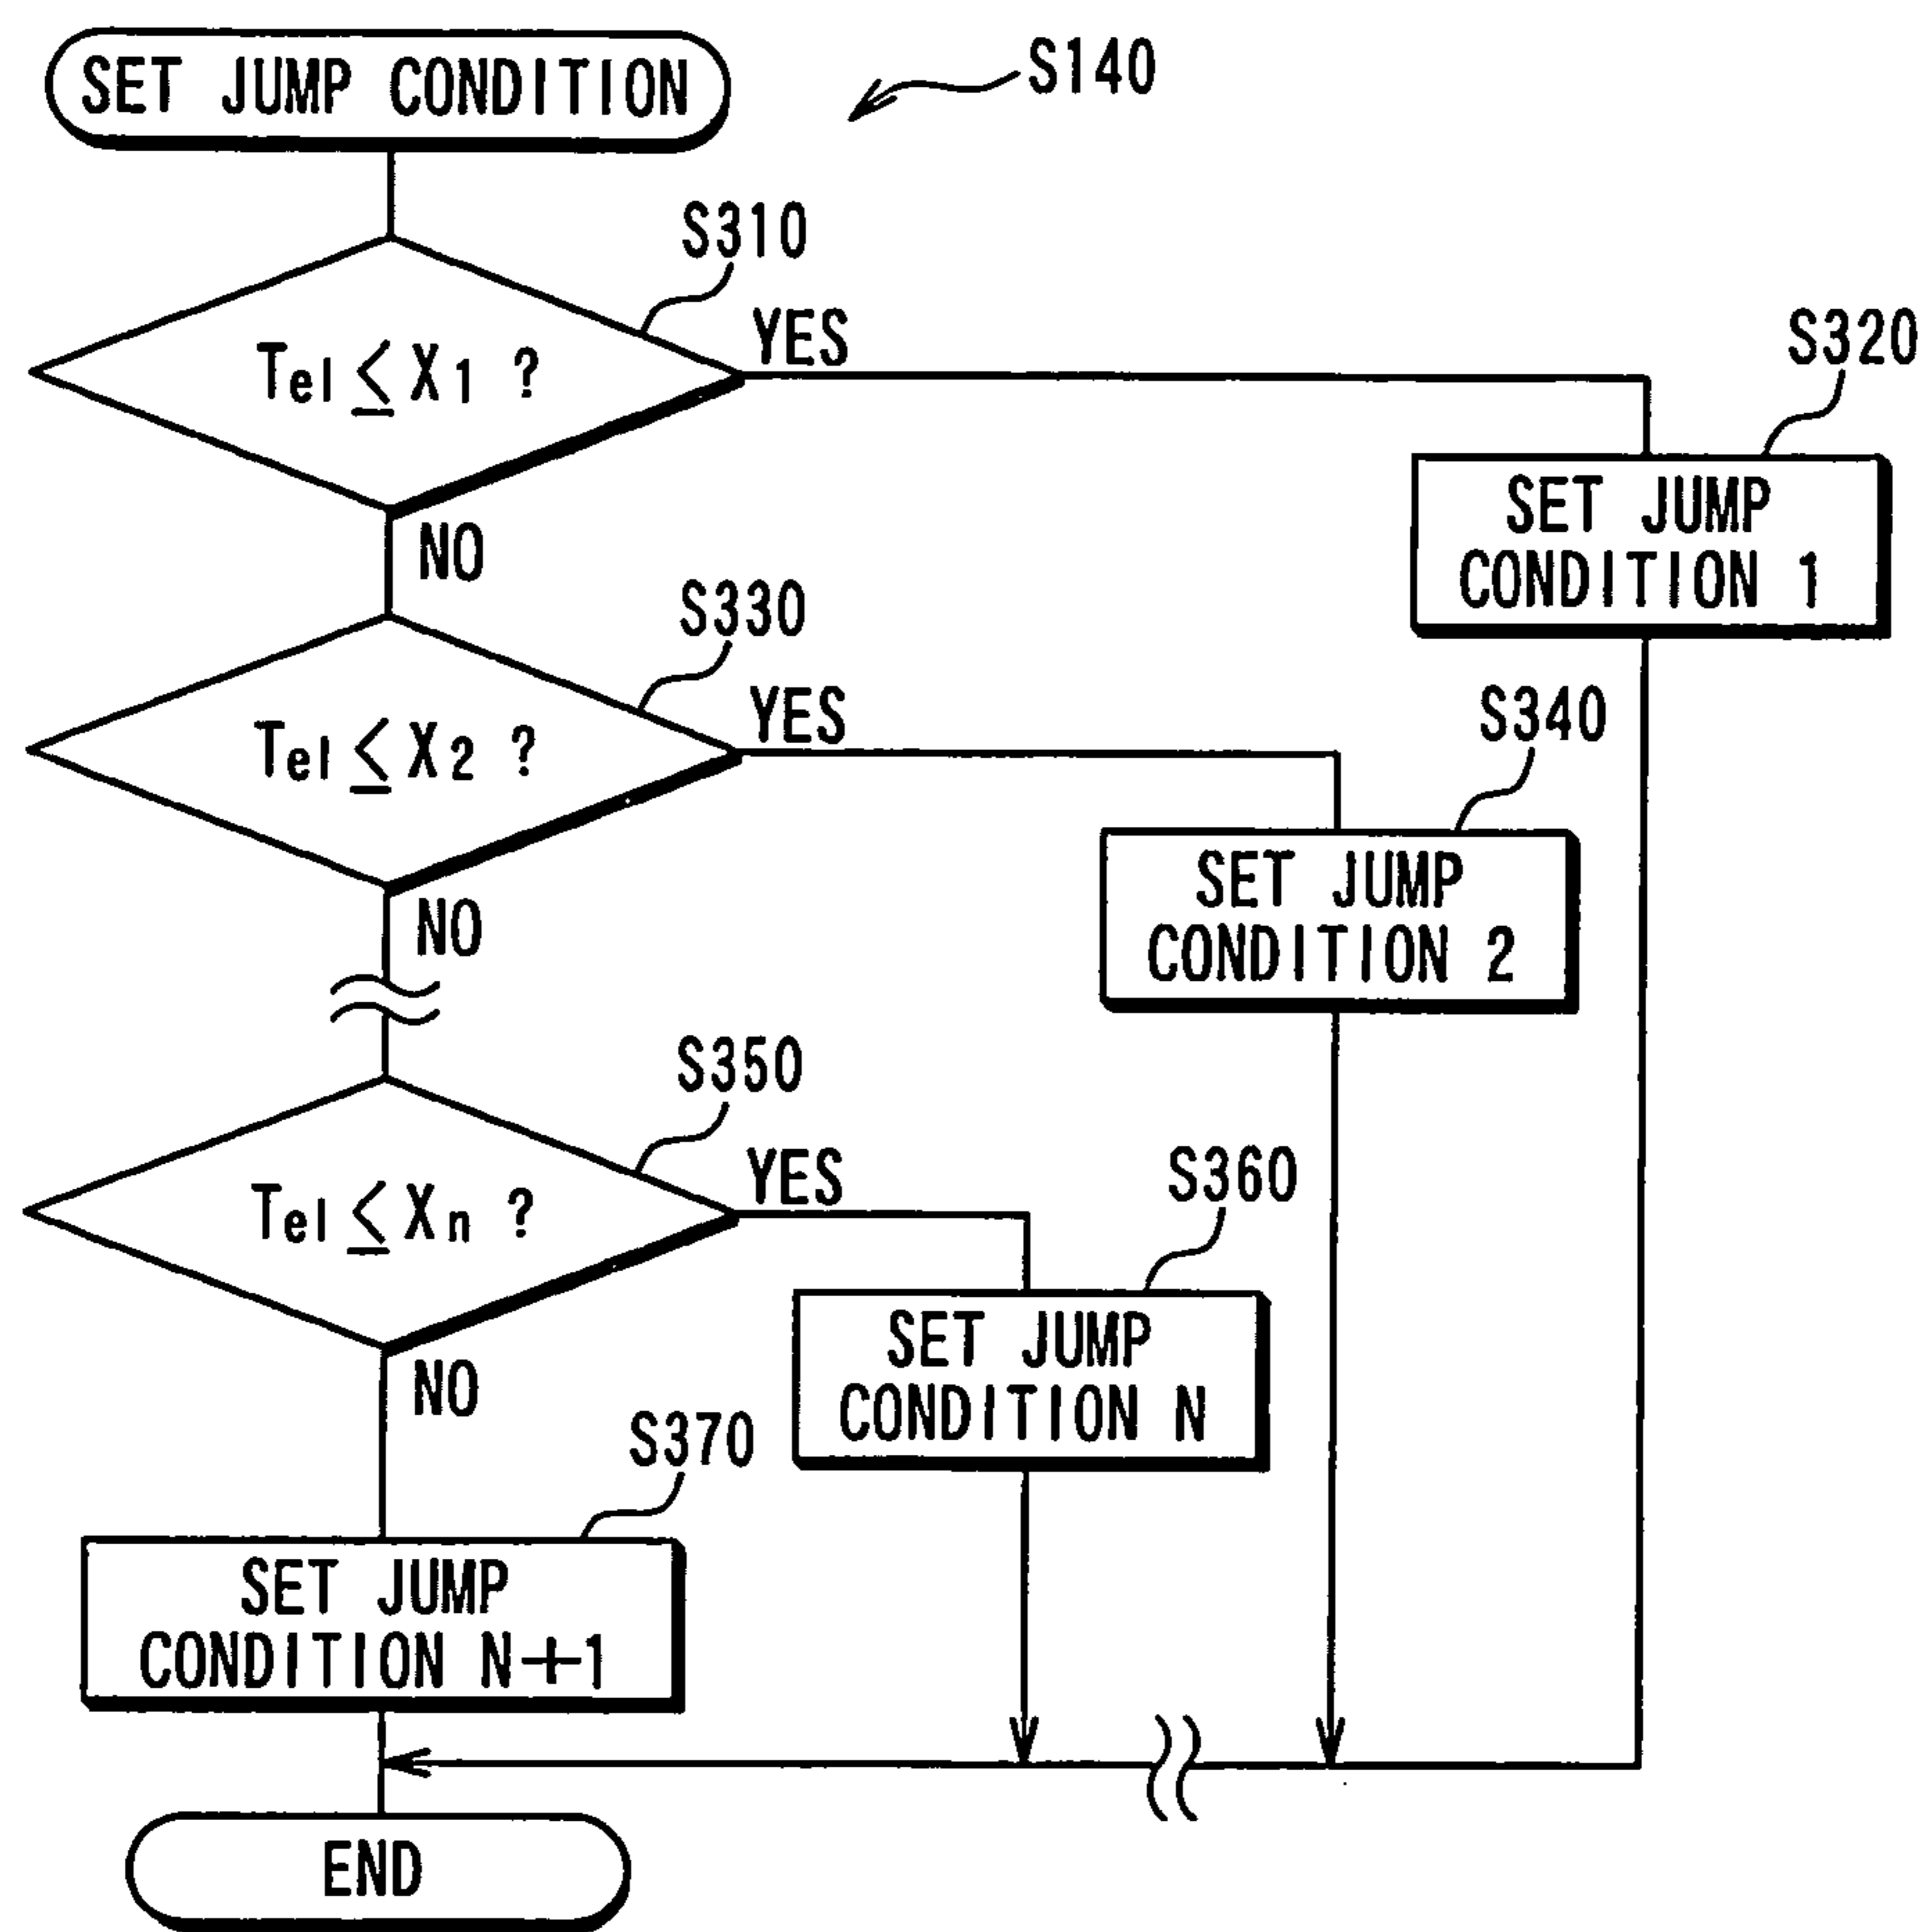 SET JUMP CONDITION
S140
S310
Tel ≤ X1 ?
YES
S320
SET JUMP
CONDITION 1
NO
S330
Tel ≤ X2 ?
YES
S340
SET JUMP
CONDITION 2
NO
S350
Tel ≤ Xn ?
YES
S360
SET JUMP
CONDITION N
NO
S370
SET JUMP
CONDITION N+1
END